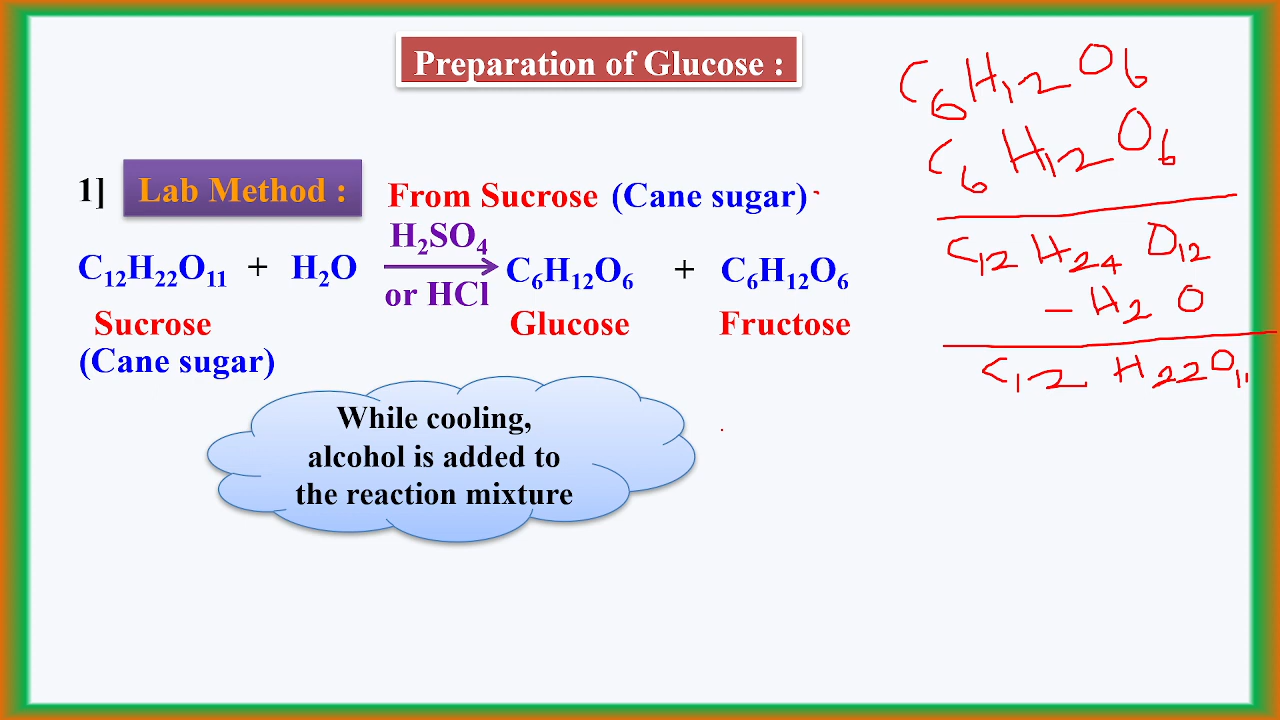 Preparation of Glucose :
1] Lab Method : From Sucrose (Cane sugar)
H₂SO₄
C₁₂H₂₂O₁₁ + H₂O C₆H₁₂O₆ + C₆H₁₂O₆
or HCl
Sucrose Glucose Fructose
(Cane sugar)
While cooling,
alcohol is added to
the reaction mixture
C₆H₁₂O₆
C₆H₁₂O₆
C₁₂H₂₄O₁₂
– H₂O
C₁₂H₂₂O₁₁